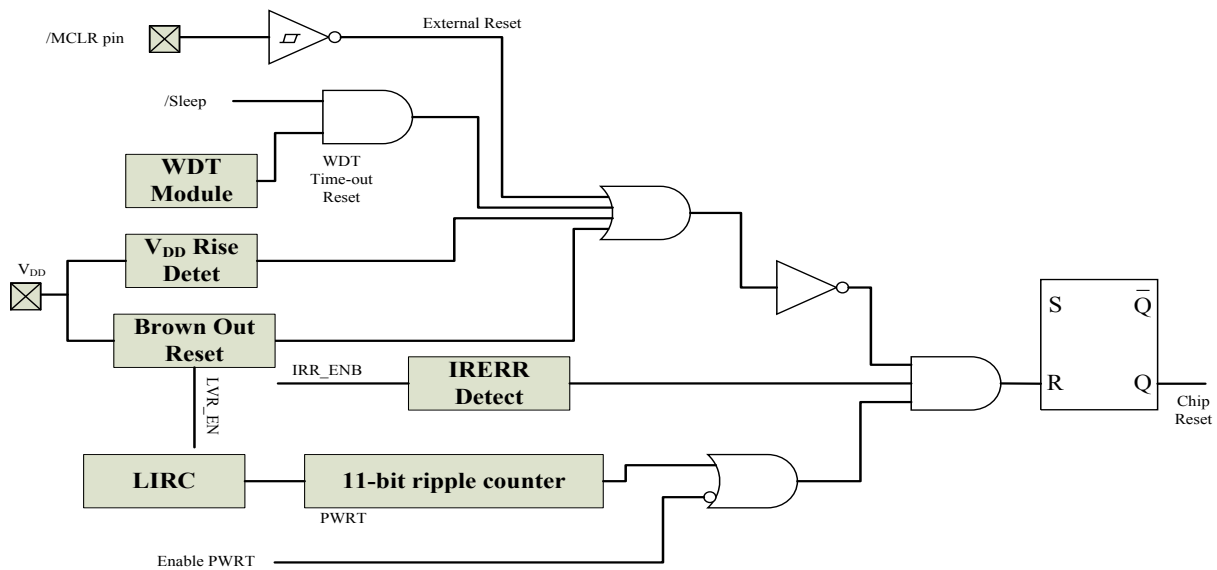 External Reset
/MCLR pin
/Sleep
WDT
Module
WDT
Time-out
Reset
VDD
VDD Rise
Detet
Brown Out
Reset
LVR_EN
IRR_ENB
IRERR
Detect
S
Q̅
R
Q
Chip
Reset
LIRC
11-bit ripple counter
PWRT
Enable PWRT